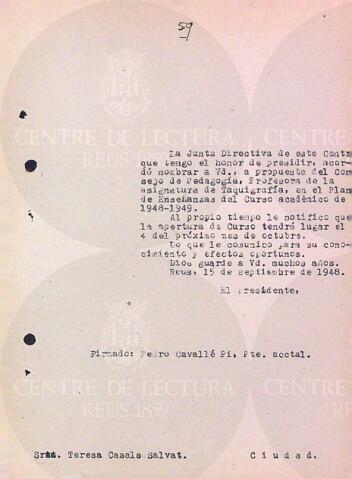 59
La Junta Directiva de este Centro
que tengo el honor de presidir, acor-
dó nombrar a Vd., a propuesta del Con
sejo de Pedagogía, Profesora de la
asignatura de Taquigrafía, en el Plan
de Enseñanzas del Curso académico de
1948-1949.
Al propio tiempo le notifico que
la apertura de Curso tendrá lugar el
4 del próximo mes de octubre.
Lo que le comunico para su cono-
cimiento y efectos oportunos.
Dios guarde a Vd. muchos años.
Reus, 15 de septiembre de 1948.
El Presidente,
Firmado: Pedro Cavallé Pi, Pte. acctal.
Srta. Teresa Casals Salvat. Ciudad.
CENTRE DE LECTURA
REUS 1859
CENTRE DE LECTURA
REUS 1859